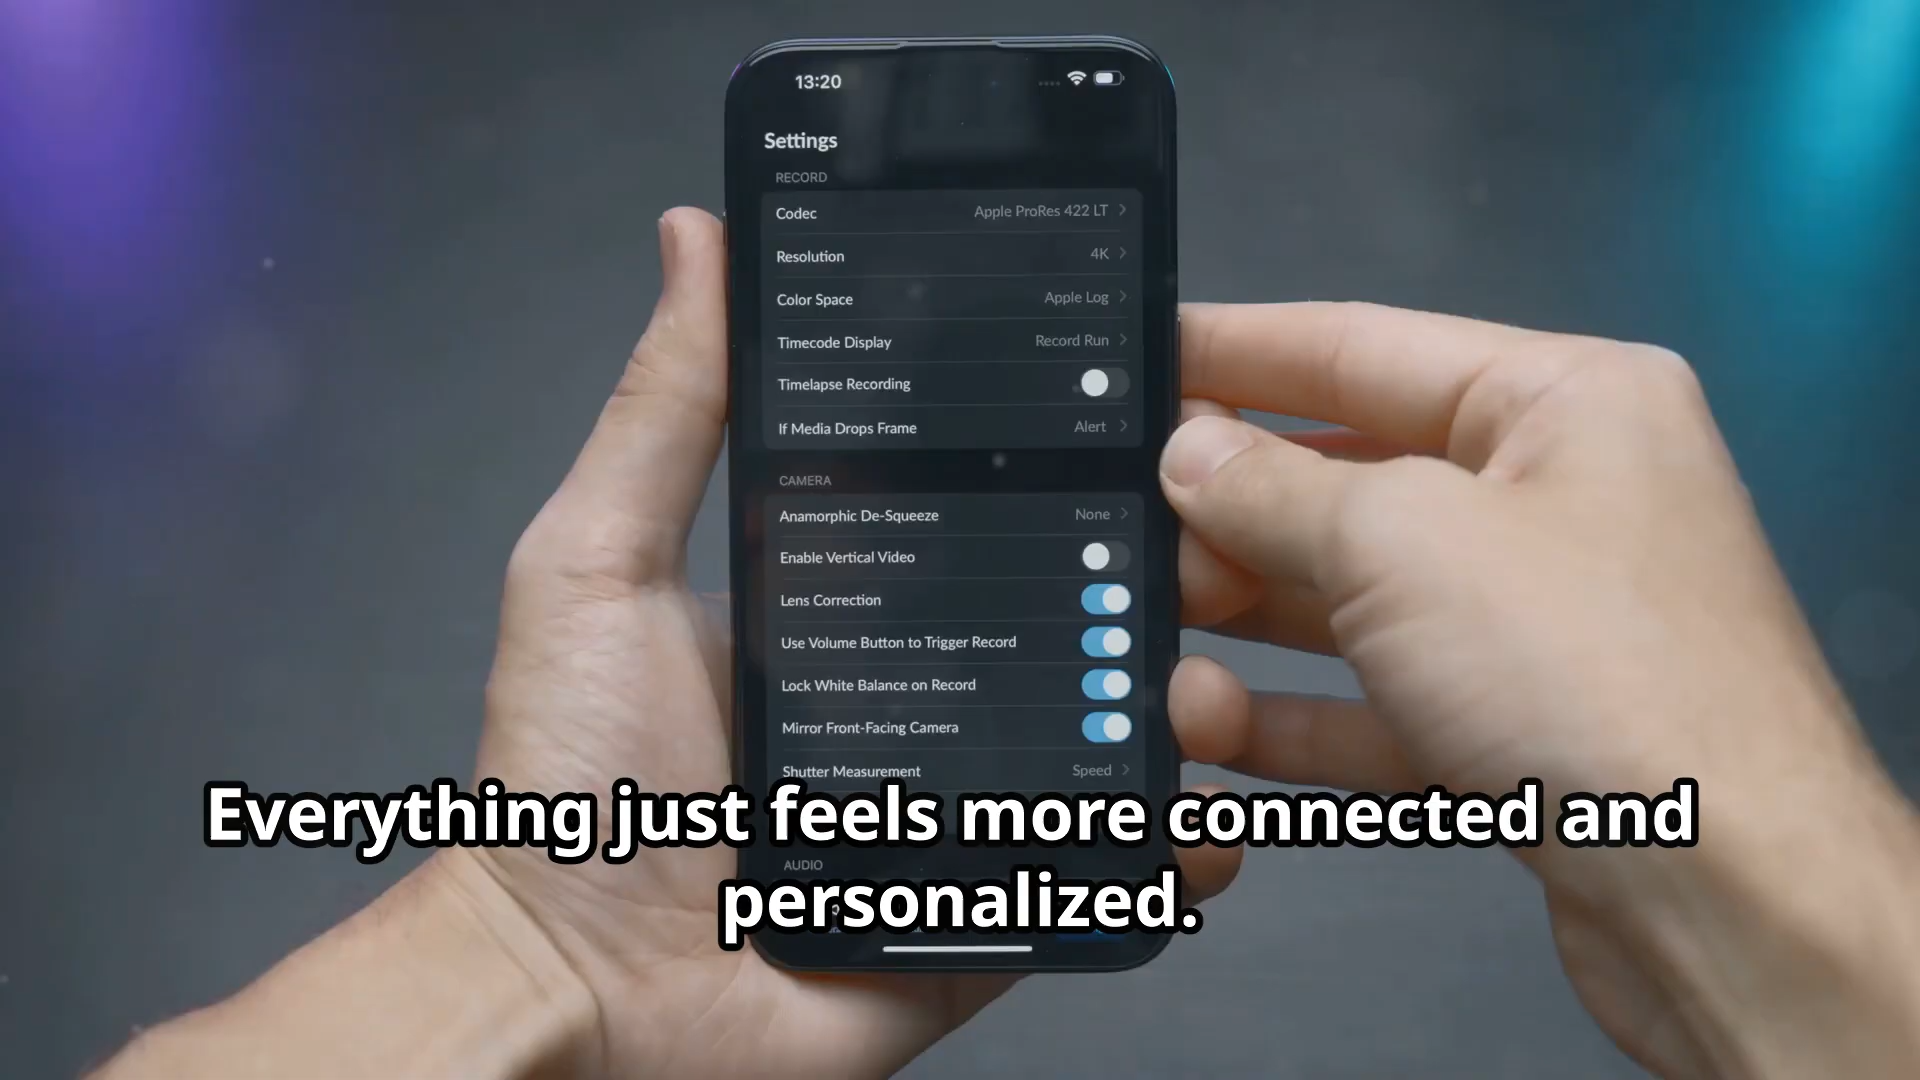 13:20
Settings
RECORD
Codec Apple ProRes 422 LT
Resolution 4K
Color Space Apple Log
Timecode Display Record Run
Timelapse Recording
If Media Drops Frame Alert
CAMERA
Anamorphic De-Squeeze None
Enable Vertical Video
Lens Correction
Use Volume Button to Trigger Record
Lock White Balance on Record
Mirror Front-Facing Camera
Shutter Measurement Speed
Everything just feels more connected and
AUDIO
personalized.